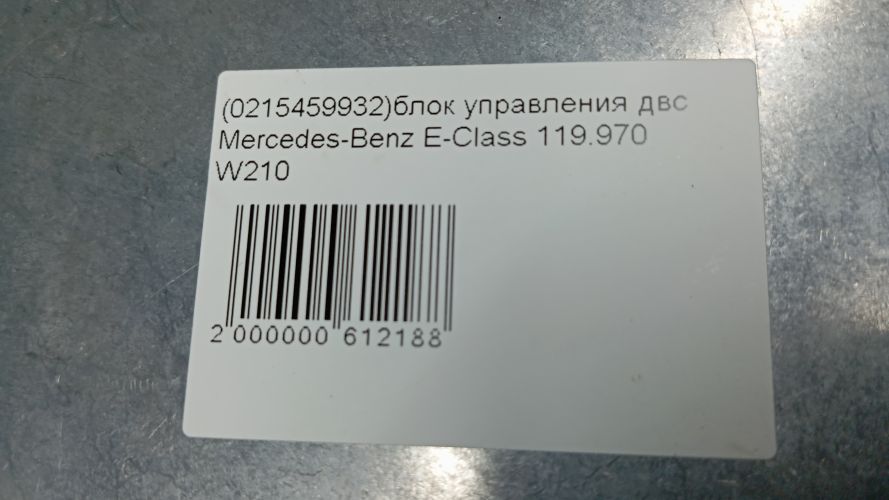 (0215459932)блок управления двс
Mercedes-Benz E-Class 119.970
W210
2 000000 612188